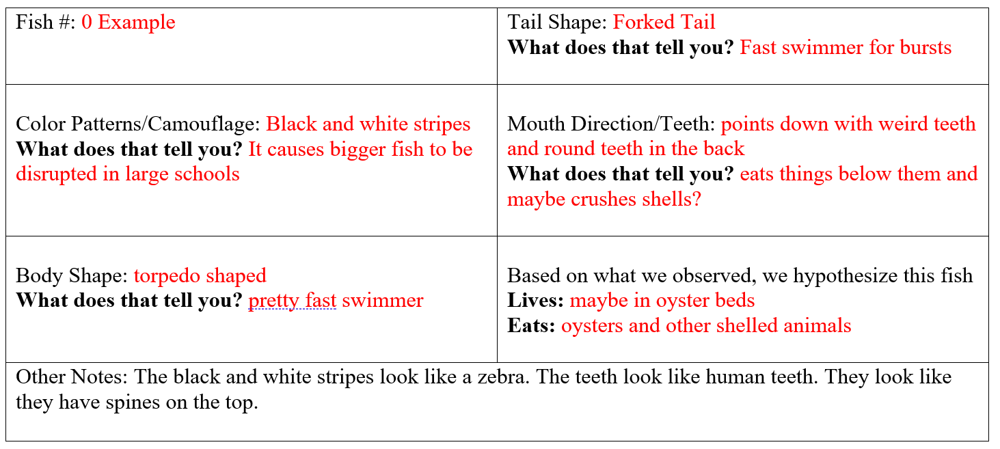 Fish #: 0 Example
Tail Shape: Forked Tail
What does that tell you? Fast swimmer for bursts
Color Patterns/Camouflage: Black and white stripes
What does that tell you? It causes bigger fish to be
disrupted in large schools
Mouth Direction/Teeth: points down with weird teeth
and round teeth in the back
What does that tell you? eats things below them and
maybe crushes shells?
Body Shape: torpedo shaped
What does that tell you? pretty fast swimmer
Based on what we observed, we hypothesize this fish
Lives: maybe in oyster beds
Eats: oysters and other shelled animals
Other Notes: The black and white stripes look like a zebra. The teeth look like human teeth. They look like
they have spines on the top.